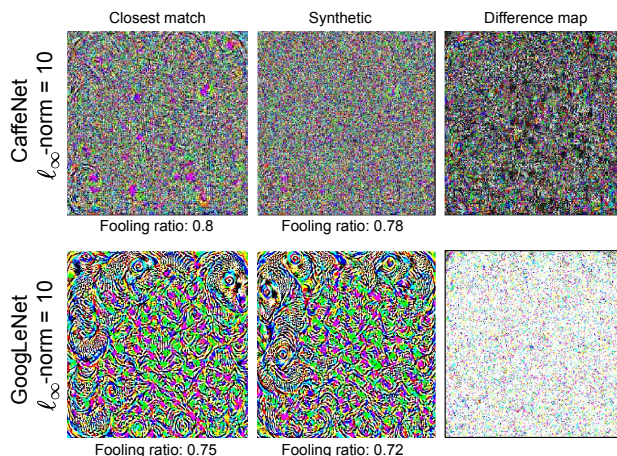 Closest match Synthetic Difference map
CaffeNet
ℓ∞-norm = 10
Fooling ratio: 0.8 Fooling ratio: 0.78
GoogLeNet
ℓ∞-norm = 10
Fooling ratio: 0.75 Fooling ratio: 0.72